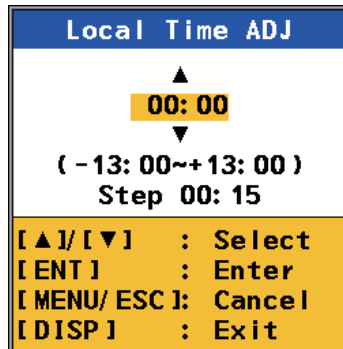 Local Time ADJ
▲
00:00
▼
(-13:00~+13:00)
Step 00:15
[▲]/[▼] : Select
[ENT] : Enter
[MENU/ESC]: Cancel
[DISP] : Exit